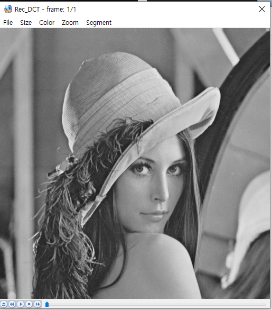 Rec_DCT - frame: 1/1
File Size Color Zoom Segment